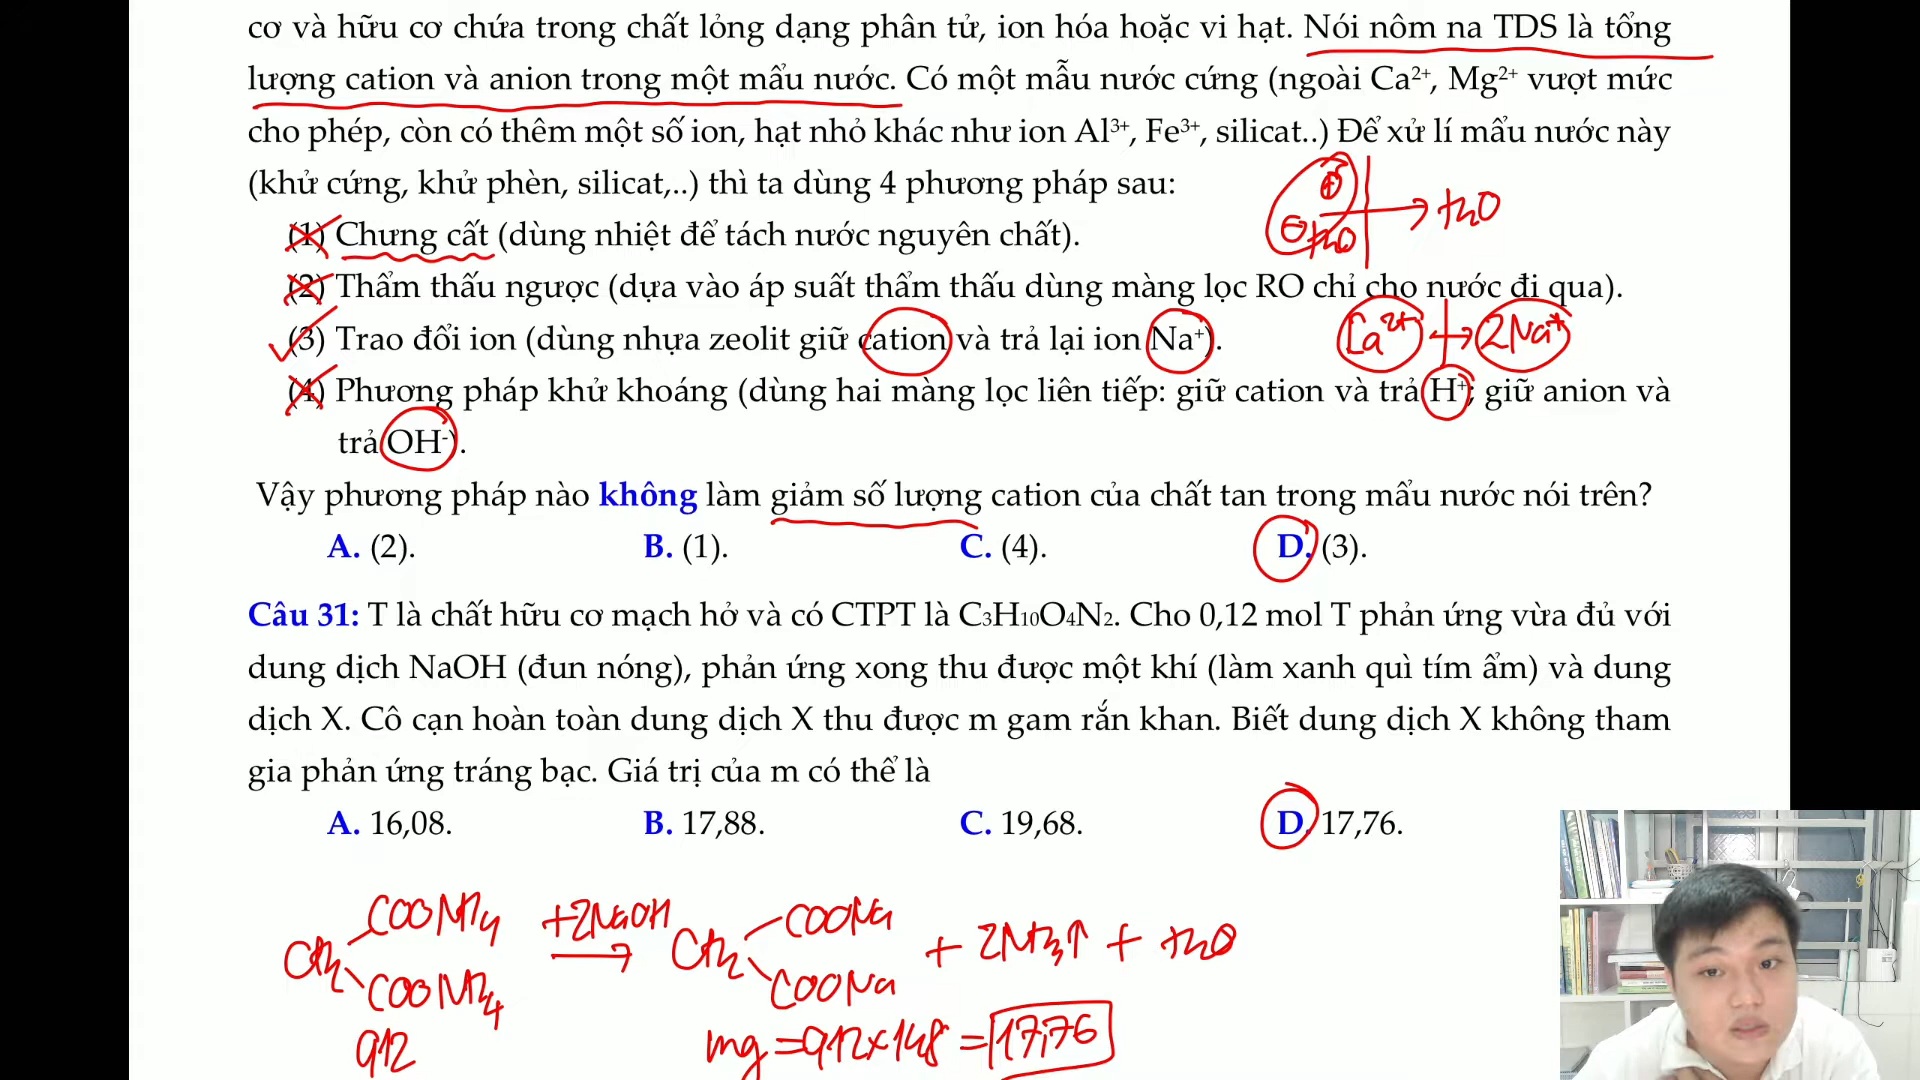 cơ và hữu cơ chứa trong chất lỏng dạng phân tử, ion hóa hoặc vi hạt. Nói nôm na TDS là tổng
lượng cation và anion trong một mẩu nước. Có một mẫu nước cứng (ngoài Ca²⁺, Mg²⁺ vượt mức
cho phép, còn có thêm một số ion, hạt nhỏ khác như ion Al³⁺, Fe³⁺, silicat..) Để xử lí mẩu nước này
(khử cứng, khử phèn, silicat,..) thì ta dùng 4 phương pháp sau:
(1) Chưng cất (dùng nhiệt để tách nước nguyên chất).
⊕
⊖ H₂O → H₂O
(2) Thẩm thấu ngược (dựa vào áp suất thẩm thấu dùng màng lọc RO chỉ cho nước đi qua).
(3) Trao đổi ion (dùng nhựa zeolit giữ cation và trả lại ion Na⁺).
Ca²⁺ → 2Na⁺
(4) Phương pháp khử khoáng (dùng hai màng lọc liên tiếp: giữ cation và trả H⁺; giữ anion và
trả OH⁻).
Vậy phương pháp nào không làm giảm số lượng cation của chất tan trong mẩu nước nói trên?
A. (2). B. (1). C. (4). D. (3).
Câu 31: T là chất hữu cơ mạch hở và có CTPT là C₃H₁₀O₄N₂. Cho 0,12 mol T phản ứng vừa đủ với
dung dịch NaOH (đun nóng), phản ứng xong thu được một khí (làm xanh quì tím ẩm) và dung
dịch X. Cô cạn hoàn toàn dung dịch X thu được m gam rắn khan. Biết dung dịch X không tham
gia phản ứng tráng bạc. Giá trị của m có thể là
A. 16,08. B. 17,88. C. 19,68. D. 17,76.
COONH₄ +2NaOH COONa
CH₂ → CH₂ + 2NH₃↑ + H₂O
COONH₄ COONa
0,12 mg = 0,12 × 148 = 17,76